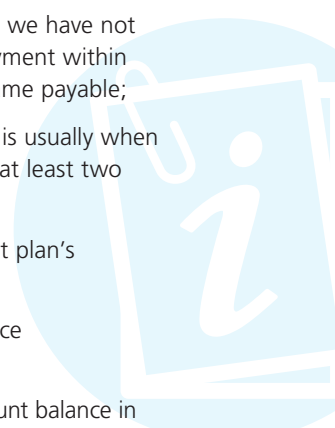 we have not
yment within
me payable;
is usually when
at least two
t plan's
ce
unt balance in